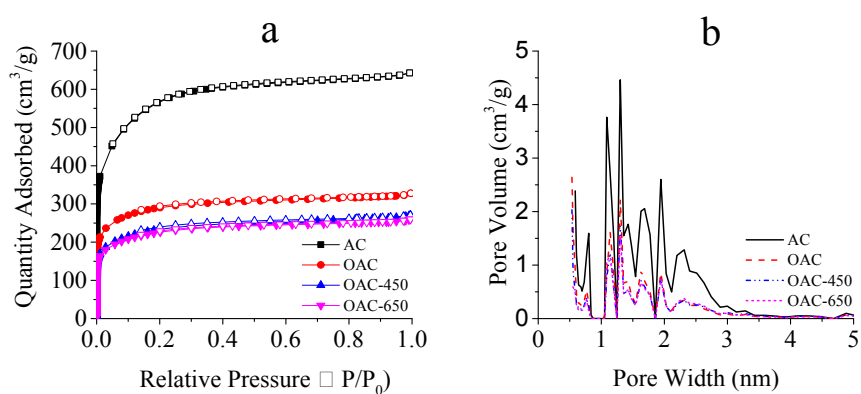 a
Quantity Adsorbed (cm³/g)
700
600
500
400
300
200
100
0
0.0
0.2
0.4
0.6
0.8
1.0
AC
OAC
OAC-450
OAC-650
Relative Pressure □ P/P₀)
b
Pore Volume (cm³/g)
5
4
3
2
1
0
0
1
2
3
4
5
AC
OAC
OAC-450
OAC-650
Pore Width (nm)